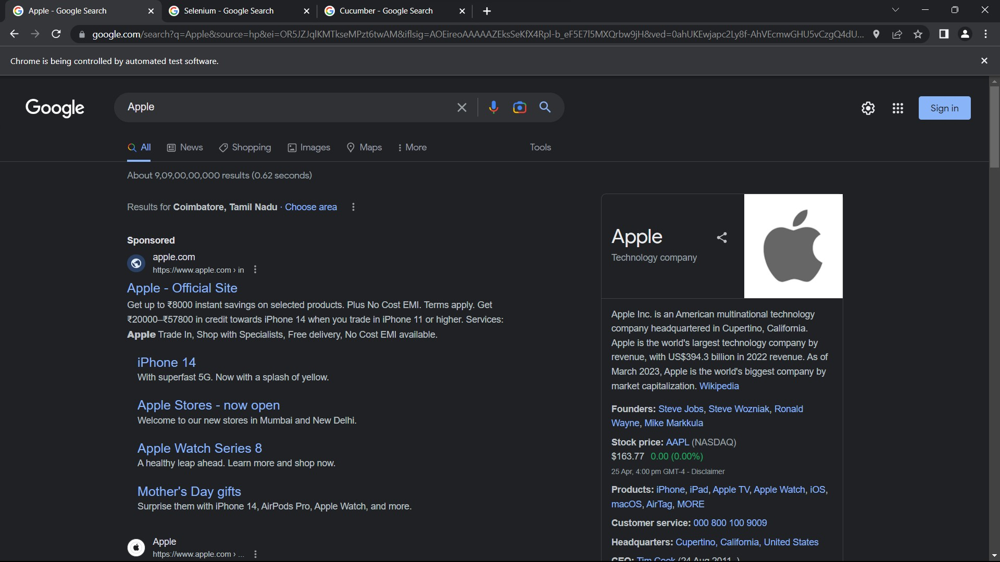 Apple - Google Search
Selenium - Google Search
Cucumber - Google Search
google.com/search?q=Apple&source=hp&ei=OR5JZJqlKMTkseMPzt6twAM&iflsig=AOEireoAAAAAZEksSeKfX4Rpl-b_eF5E7l5MXQrbw9jH&ved=0ahUKEwjapc2Ly8f-AhVEcmwGHU5vCzgQ4dU...
Chrome is being controlled by automated test software.
Google
Apple
Sign in
All
News
Shopping
Images
Maps
More
Tools
About 9,09,00,00,000 results (0.62 seconds)
Results for Coimbatore, Tamil Nadu · Choose area
Sponsored
apple.com
https://www.apple.com › in
Apple - Official Site
Get up to ₹8000 instant savings on selected products. Plus No Cost EMI. Terms apply. Get
₹20000–₹57800 in credit towards iPhone 14 when you trade in iPhone 11 or higher. Services:
Apple Trade In, Shop with Specialists, Free delivery, No Cost EMI available.
iPhone 14
With superfast 5G. Now with a splash of yellow.
Apple Stores - now open
Welcome to our new stores in Mumbai and New Delhi.
Apple Watch Series 8
A healthy leap ahead. Learn more and shop now.
Mother's Day gifts
Surprise them with iPhone 14, AirPods Pro, Apple Watch, and more.
Apple
https://www.apple.com › ...
Apple
Technology company
Apple Inc. is an American multinational technology
company headquartered in Cupertino, California.
Apple is the world's largest technology company by
revenue, with US$394.3 billion in 2022 revenue. As of
March 2023, Apple is the world's biggest company by
market capitalization. Wikipedia
Founders: Steve Jobs, Steve Wozniak, Ronald
Wayne, Mike Markkula
Stock price: AAPL (NASDAQ)
$163.77 0.00 (0.00%)
25 Apr, 4:00 pm GMT-4 - Disclaimer
Products: iPhone, iPad, Apple TV, Apple Watch, iOS,
macOS, AirTag, MORE
Customer service: 000 800 100 9009
Headquarters: Cupertino, California, United States
CEO: Tim Cook (24 Aug 2011–)